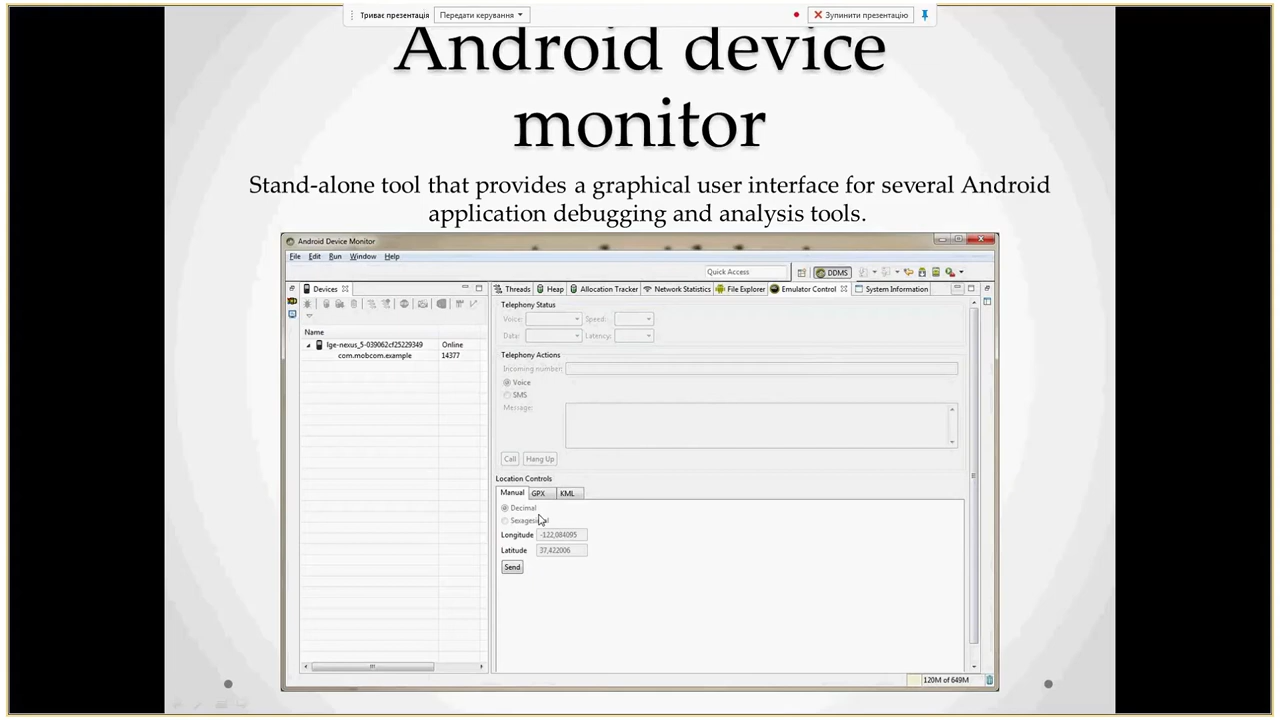 Триває презентація Передати керування Зупинити презентацію
Android device
monitor
Stand-alone tool that provides a graphical user interface for several Android
application debugging and analysis tools.
Android Device Monitor
File Edit Run Window Help
Quick Access DDMS
Devices Threads Heap Allocation Tracker Network Statistics File Explorer Emulator Control System Information
Telephony Status
Voice: Speed:
Data: Latency:
Name
lge-nexus_5-039062cf25229349 Online
com.mobcom.example 14377
Telephony Actions
Incoming number:
Voice
SMS
Message:
Call Hang Up
Location Controls
Manual GPX KML
Decimal
Longitude -122,084095
Latitude 37,422006
Send
120M of 649M